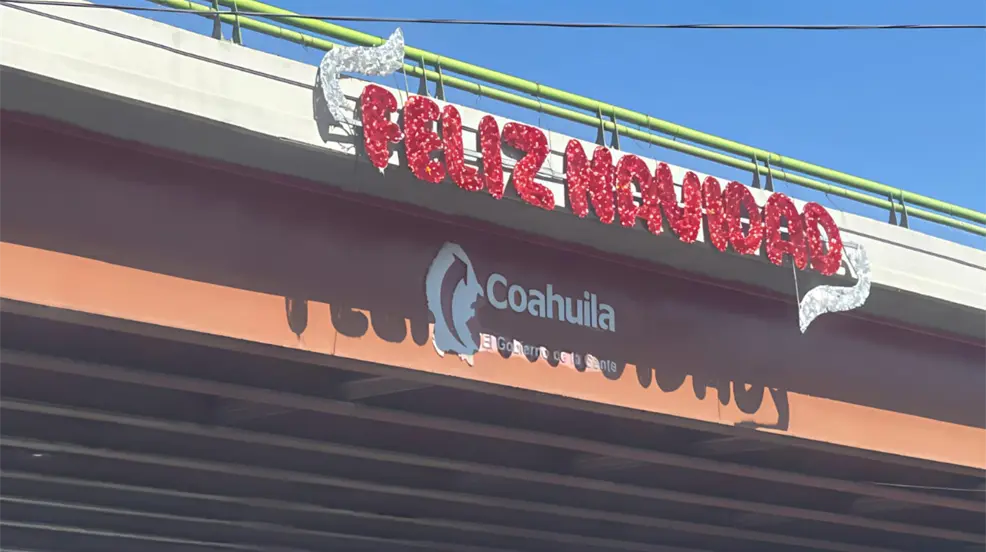 FELIZ NAVIDAD
Coahuila
El Gobierno de la Gente